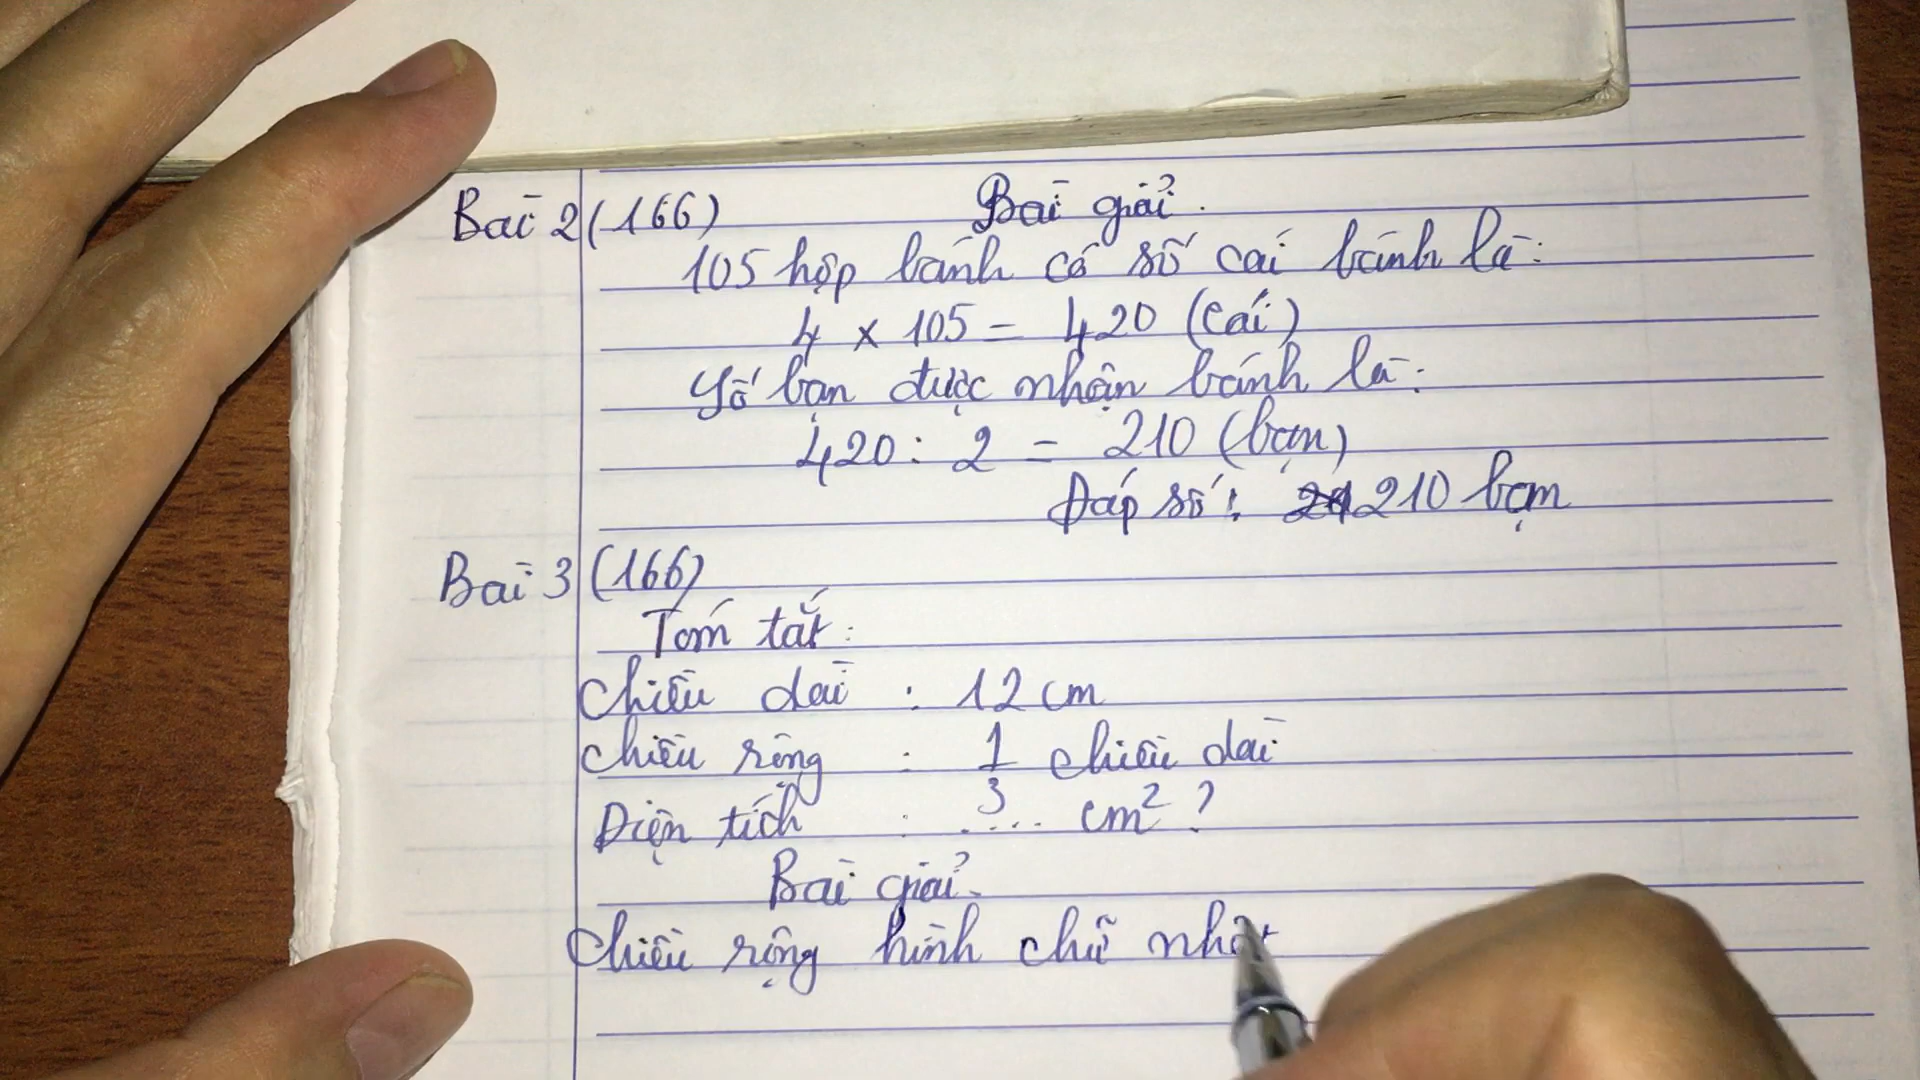 Bài 2 (166) Bài giải.
105 hộp bánh có số cái bánh là:
4 x 105 = 420 (cái)
Số bạn được nhận bánh là:
420 : 2 = 210 (bạn)
Đáp số: 210 bạn
Bài 3 (166)
Tóm tắt:
Chiều dài : 12 cm
Chiều rộng : 1/3 chiều dài
Diện tích : .... cm² ?
Bài giải.
Chiều rộng hình chữ nhật